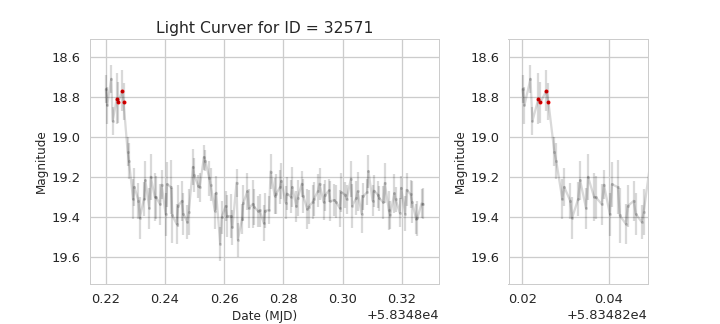 Light Curver for ID = 32571
Magnitude
18.6
18.8
19.0
19.2
19.4
19.6
0.22 0.24 0.26 0.28 0.30 0.32
Date (MJD) +5.8348e4
Magnitude
18.6
18.8
19.0
19.2
19.4
19.6
0.02 0.04
+5.83482e4